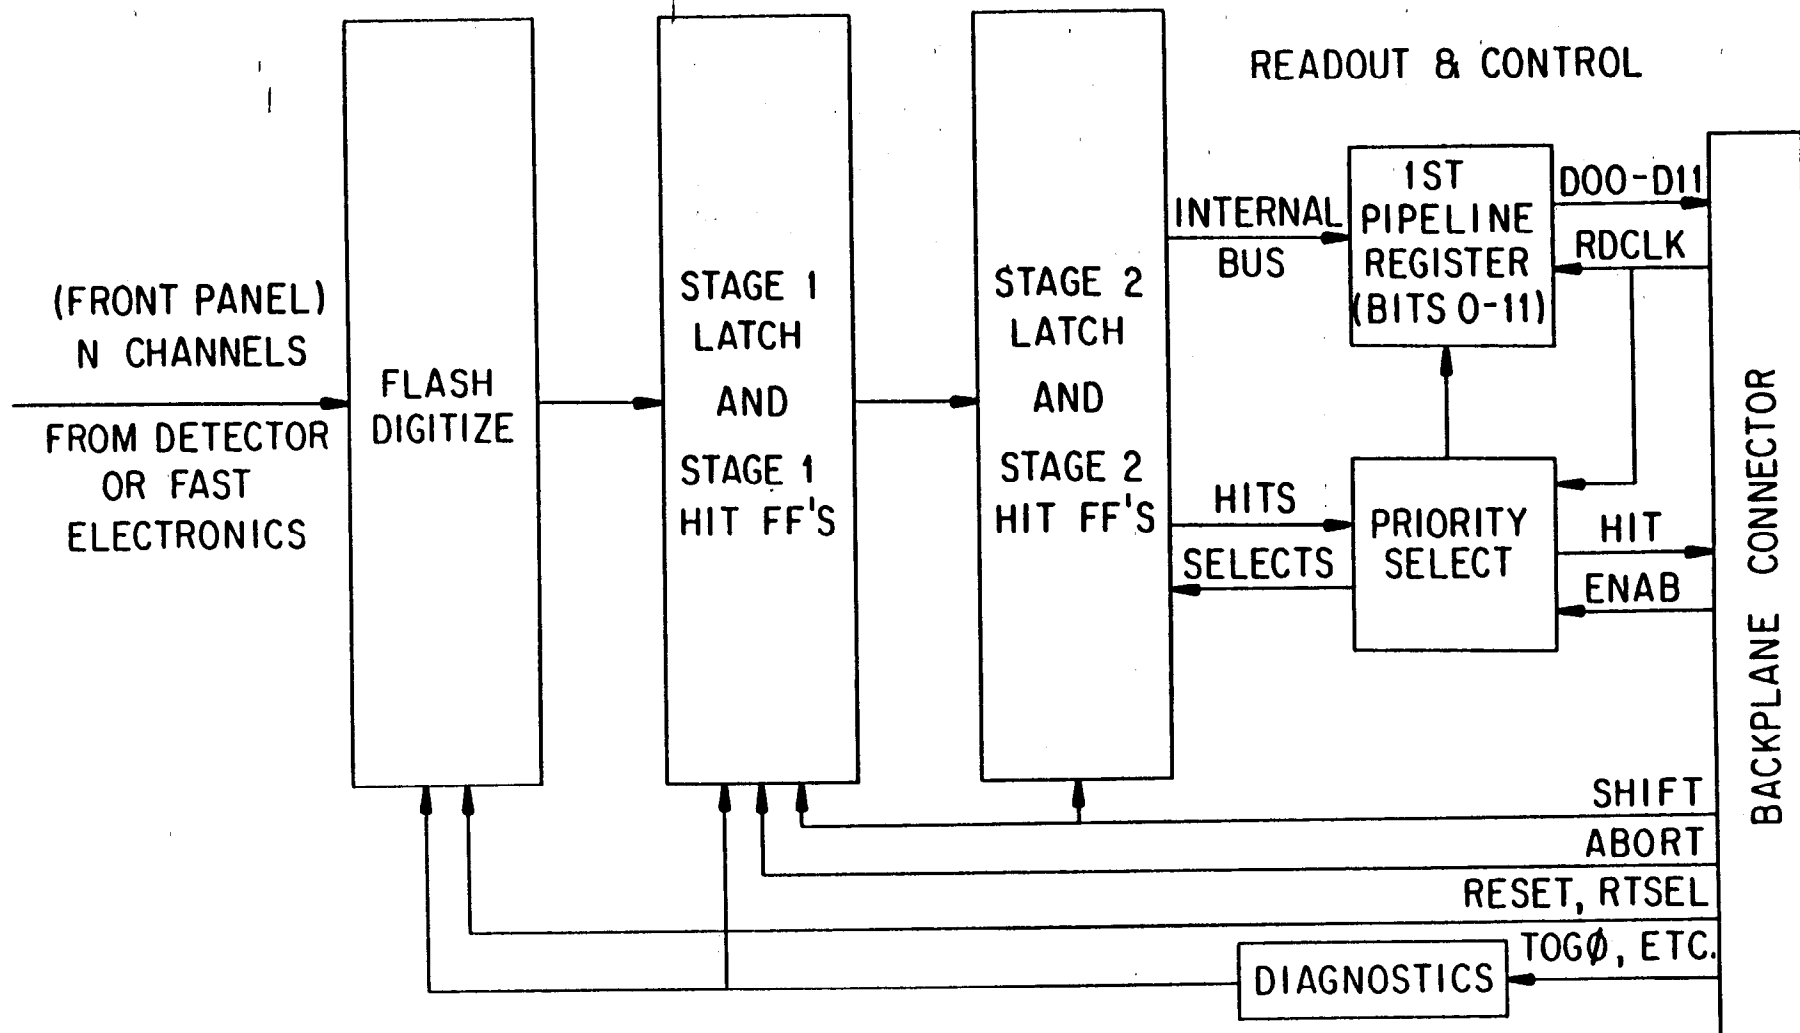 READOUT & CONTROL
(FRONT PANEL)
N CHANNELS
FROM DETECTOR
OR FAST
ELECTRONICS
FLASH
DIGITIZE
STAGE 1
LATCH
AND
STAGE 1
HIT FF'S
STAGE 2
LATCH
AND
STAGE 2
HIT FF'S
INTERNAL
BUS
1ST
PIPELINE
REGISTER
(BITS 0-11)
D00-D11
RDCLK
HITS
SELECTS
PRIORITY
SELECT
HIT
ENAB
BACKPLANE CONNECTOR
SHIFT
ABORT
RESET, RTSEL
TOGØ, ETC.
DIAGNOSTICS